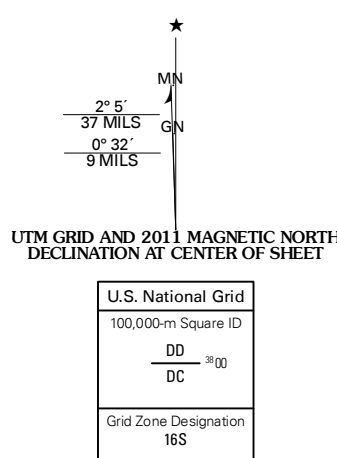 MN
2° 5´
37 MILS
GN
0° 32´
9 MILS
UTM GRID AND 2011 MAGNETIC NORTH
DECLINATION AT CENTER OF SHEET
U.S. National Grid
100,000-m Square ID
DD
3800
DC
Grid Zone Designation
16S